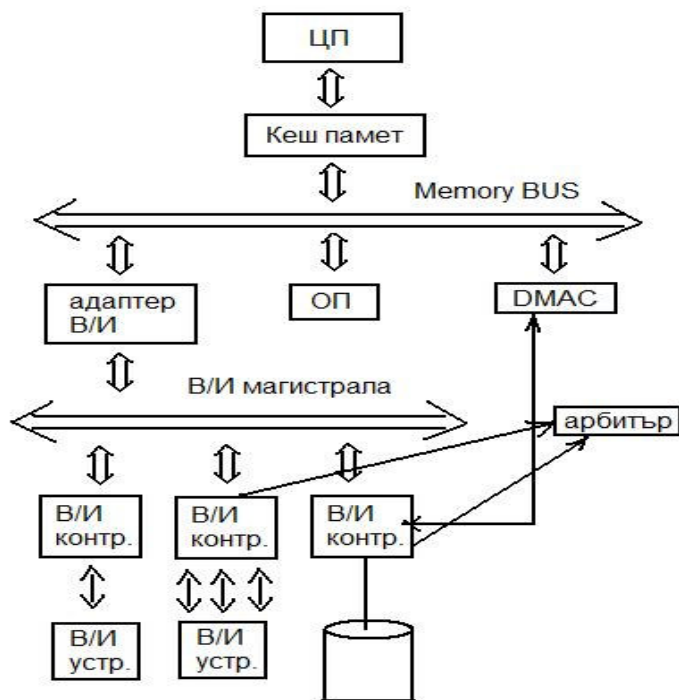 ЦП
Кеш памет
Memory BUS
адаптер
В/И
ОП
DMAC
В/И магистрала
арбитър
В/И
контр.
В/И
контр.
В/И
контр.
В/И
устр.
В/И
устр.